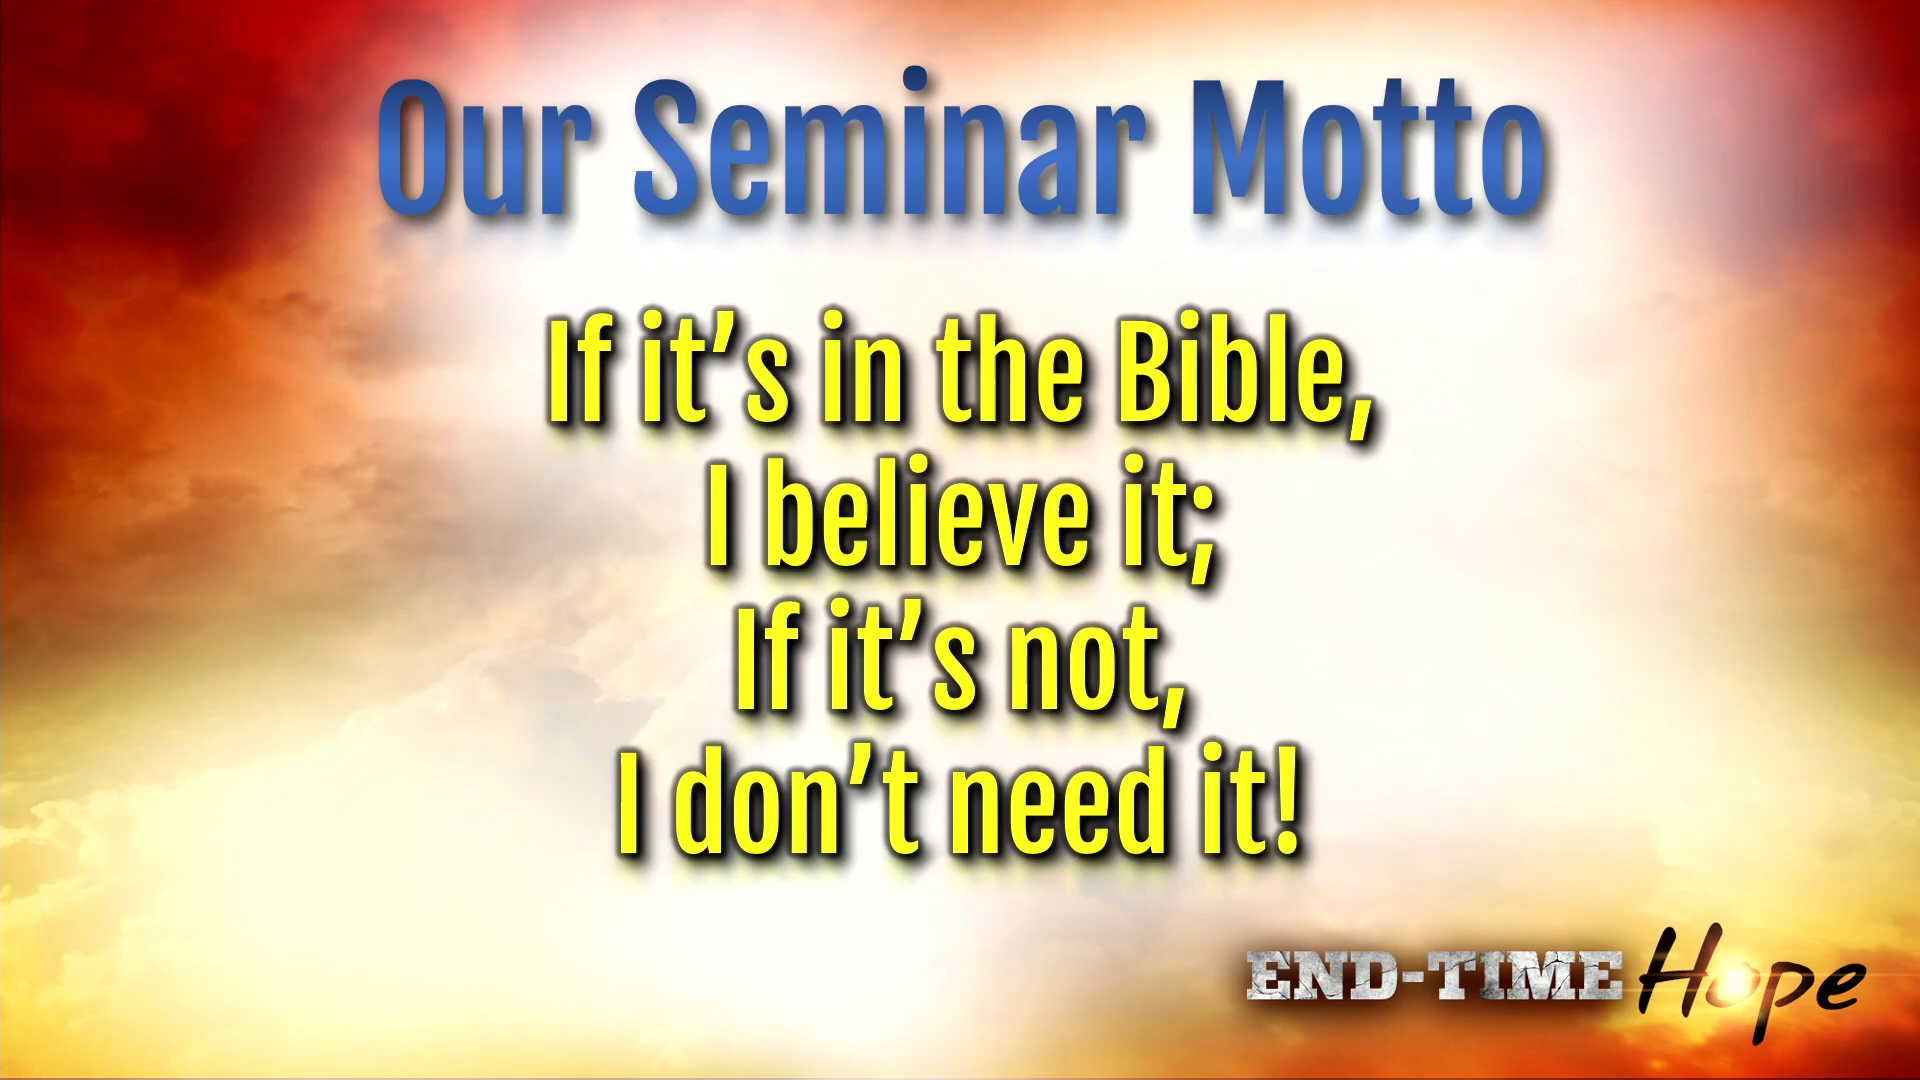 Our Seminar Motto
If it’s in the Bible,
I believe it;
If it’s not,
I don’t need it!
END-TIME Hope